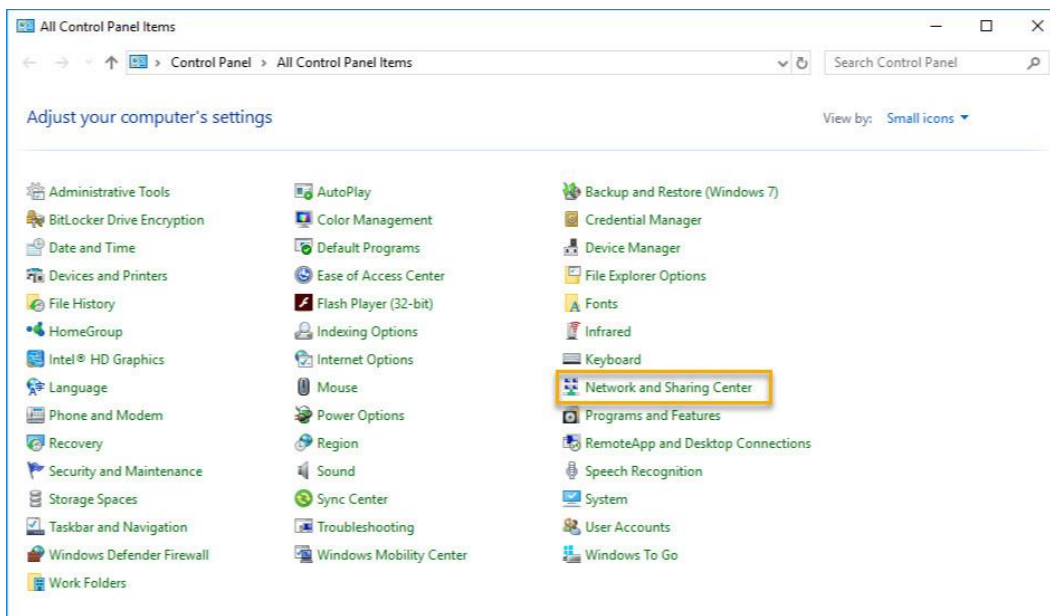 All Control Panel Items
Control Panel > All Control Panel Items
Search Control Panel
Adjust your computer's settings
View by: Small icons
Administrative Tools
AutoPlay
Backup and Restore (Windows 7)
BitLocker Drive Encryption
Color Management
Credential Manager
Date and Time
Default Programs
Device Manager
Devices and Printers
Ease of Access Center
File Explorer Options
File History
Flash Player (32-bit)
Fonts
HomeGroup
Indexing Options
Infrared
Intel® HD Graphics
Internet Options
Keyboard
Language
Mouse
Network and Sharing Center
Phone and Modem
Power Options
Programs and Features
Recovery
Region
RemoteApp and Desktop Connections
Security and Maintenance
Sound
Speech Recognition
Storage Spaces
Sync Center
System
Taskbar and Navigation
Troubleshooting
User Accounts
Windows Defender Firewall
Windows Mobility Center
Windows To Go
Work Folders